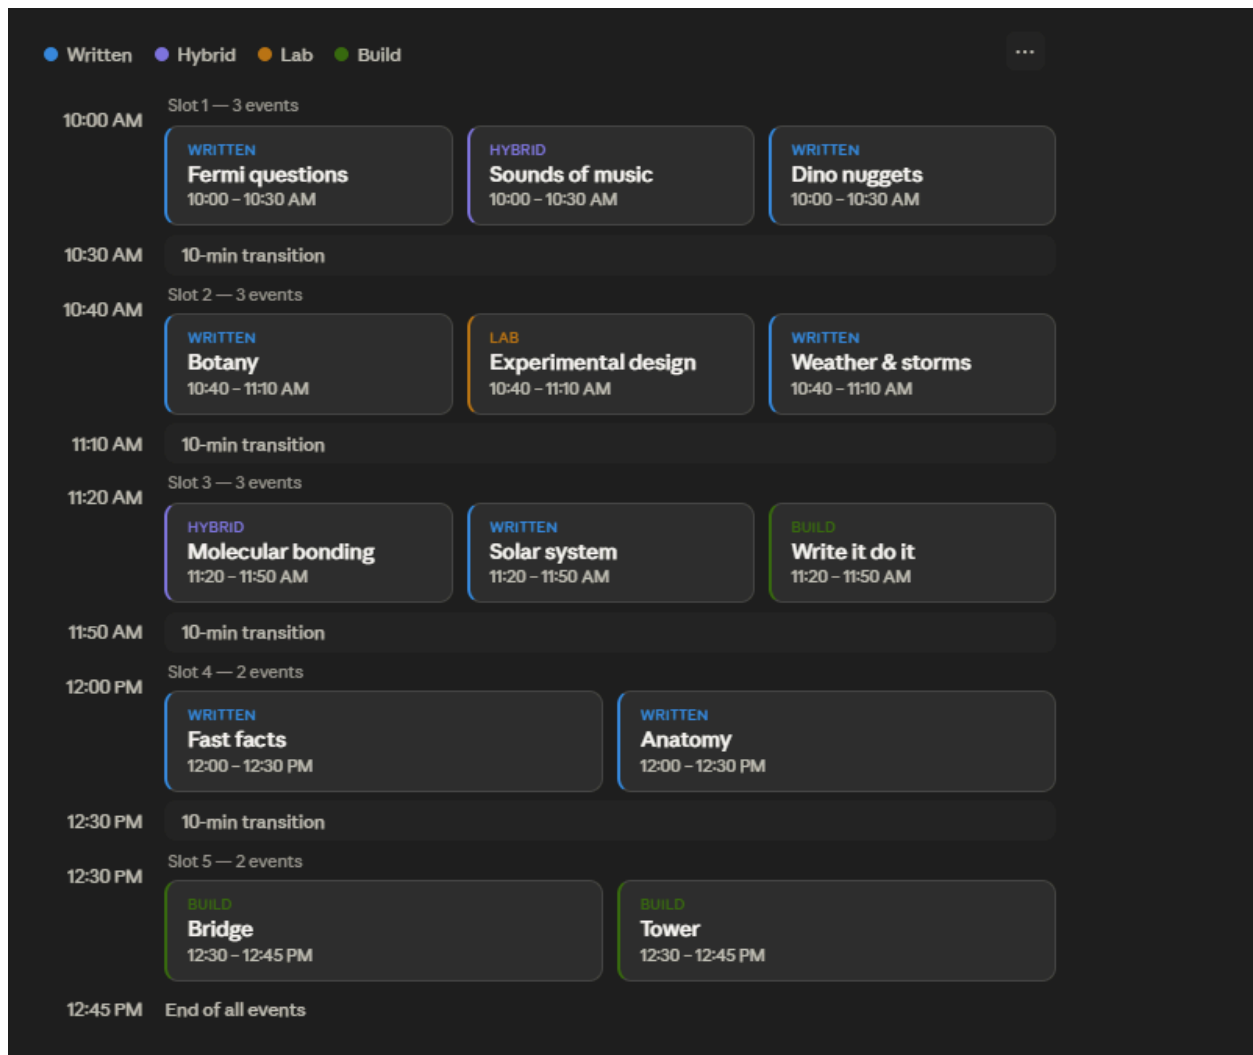 Written Hybrid Lab Build
...
Slot 1 — 3 events
10:00 AM
WRITTEN
Fermi questions
10:00 – 10:30 AM
HYBRID
Sounds of music
10:00 – 10:30 AM
WRITTEN
Dino nuggets
10:00 – 10:30 AM
10:30 AM 10-min transition
Slot 2 — 3 events
10:40 AM
WRITTEN
Botany
10:40 – 11:10 AM
LAB
Experimental design
10:40 – 11:10 AM
WRITTEN
Weather & storms
10:40 – 11:10 AM
11:10 AM 10-min transition
Slot 3 — 3 events
11:20 AM
HYBRID
Molecular bonding
11:20 – 11:50 AM
WRITTEN
Solar system
11:20 – 11:50 AM
BUILD
Write it do it
11:20 – 11:50 AM
11:50 AM 10-min transition
Slot 4 — 2 events
12:00 PM
WRITTEN
Fast facts
12:00 – 12:30 PM
WRITTEN
Anatomy
12:00 – 12:30 PM
12:30 PM 10-min transition
Slot 5 — 2 events
12:30 PM
BUILD
Bridge
12:30 – 12:45 PM
BUILD
Tower
12:30 – 12:45 PM
12:45 PM End of all events